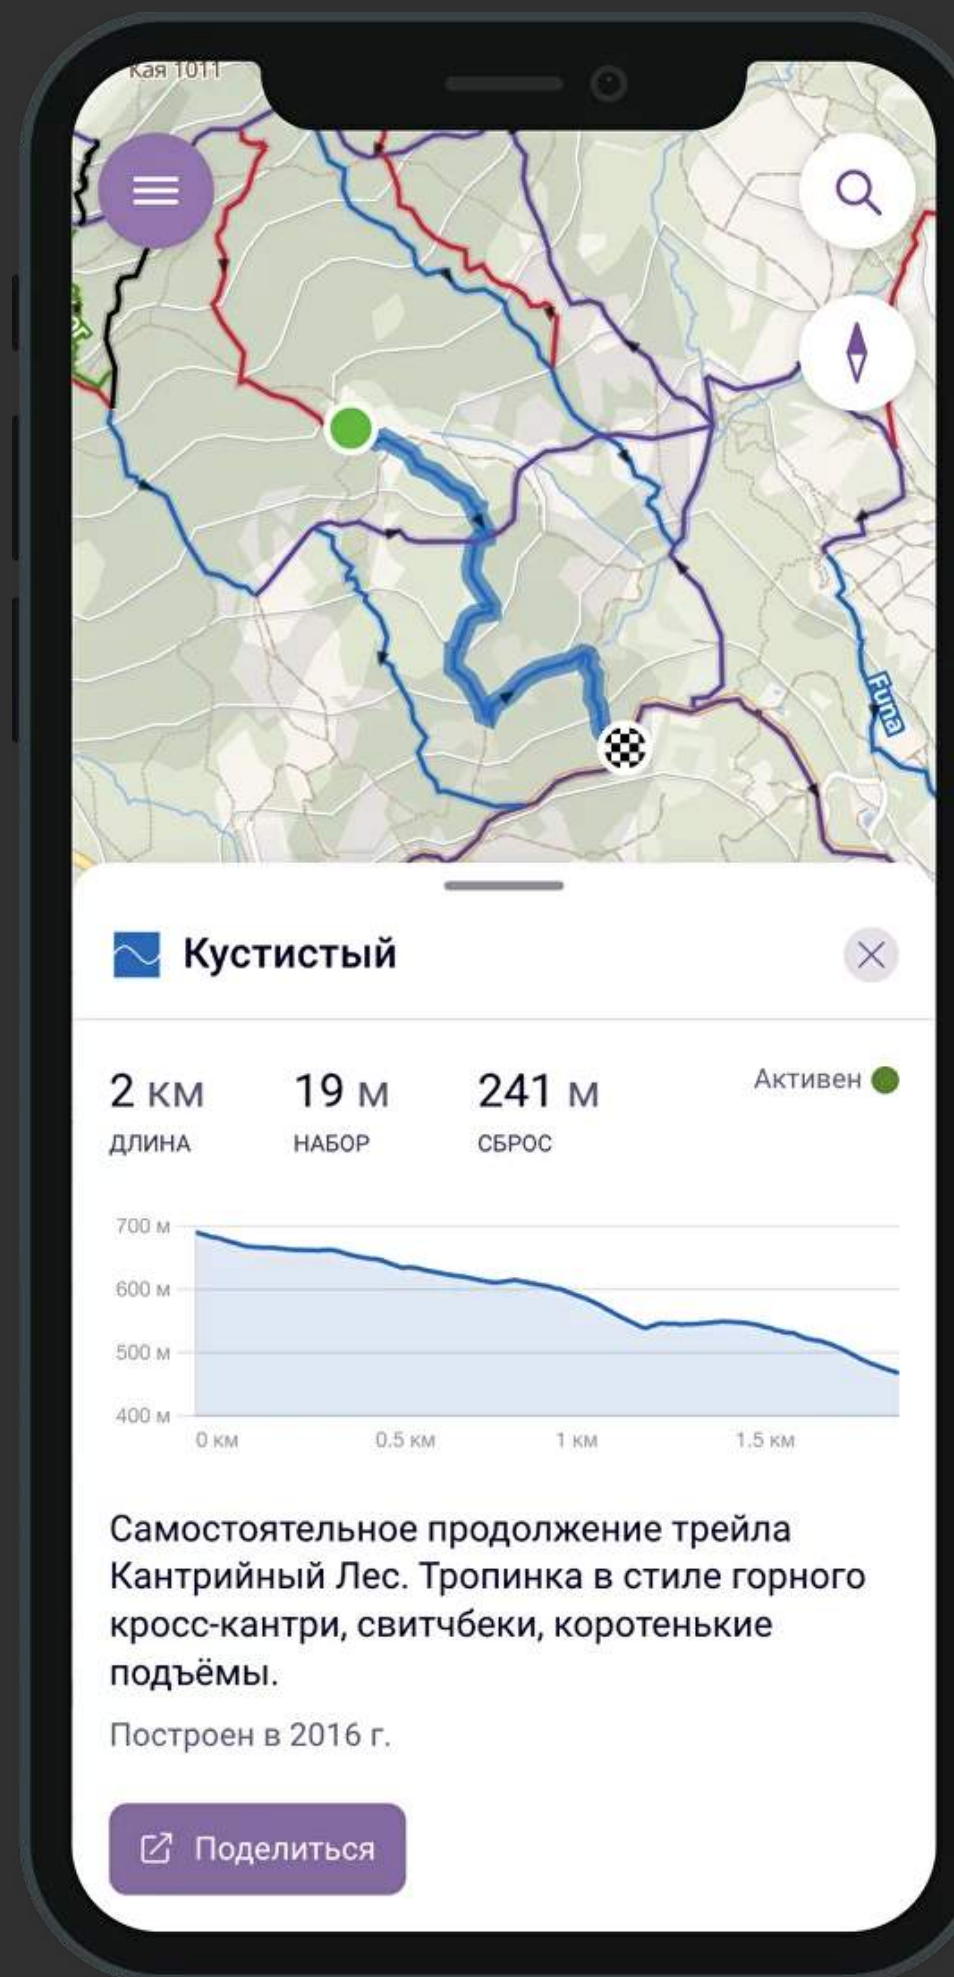 Кая 1011
Funa
Кустистый
2 км
19 м
241 м
Активен
ДЛИНА
НАБОР
СБРОС
700 м
600 м
500 м
400 м
0 км
0.5 км
1 км
1.5 км
Самостоятельное продолжение трейла
Кантрийный Лес. Тропинка в стиле горного
кросс-кантри, свитчбеки, коротенькие
подъёмы.
Построен в 2016 г.
Поделиться